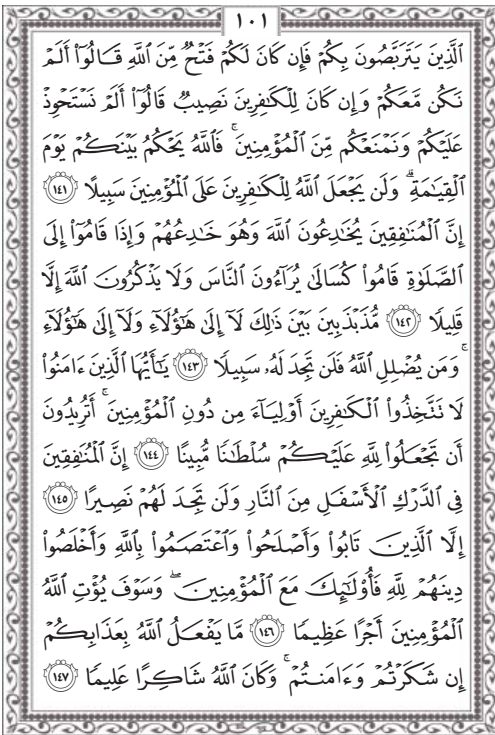 ١٠١
ٱلَّذِينَ يَتَرَبَّصُونَ بِكُمْ فَإِن كَانَ لَكُمْ فَتْحٌ مِّنَ ٱللَّهِ قَالُوٓا۟ أَلَمْ
نَكُن مَّعَكُمْ وَإِن كَانَ لِلْكَٰفِرِينَ نَصِيبٌ قَالُوٓا۟ أَلَمْ نَسْتَحْوِذْ
عَلَيْكُمْ وَنَمْنَعْكُم مِّنَ ٱلْمُؤْمِنِينَ ۚ فَٱللَّهُ يَحْكُمُ بَيْنَكُمْ يَوْمَ
ٱلْقِيَٰمَةِ ۗ وَلَن يَجْعَلَ ٱللَّهُ لِلْكَٰفِرِينَ عَلَى ٱلْمُؤْمِنِينَ سَبِيلًا ١٤١
إِنَّ ٱلْمُنَٰفِقِينَ يُخَٰدِعُونَ ٱللَّهَ وَهُوَ خَٰدِعُهُمْ وَإِذَا قَامُوٓا۟ إِلَى
ٱلصَّلَوٰةِ قَامُوا۟ كُسَالَىٰ يُرَآءُونَ ٱلنَّاسَ وَلَا يَذْكُرُونَ ٱللَّهَ إِلَّا
قَلِيلًا ١٤٢ مُّذَبْذَبِينَ بَيْنَ ذَٰلِكَ لَآ إِلَىٰ هَٰٓؤُلَآءِ وَلَآ إِلَىٰ هَٰٓؤُلَآءِ
ۚ وَمَن يُضْلِلِ ٱللَّهُ فَلَن تَجِدَ لَهُۥ سَبِيلًا ١٤٣ يَٰٓأَيُّهَا ٱلَّذِينَ ءَامَنُوا۟
لَا تَتَّخِذُوا۟ ٱلْكَٰفِرِينَ أَوْلِيَآءَ مِن دُونِ ٱلْمُؤْمِنِينَ ۚ أَتُرِيدُونَ
أَن تَجْعَلُوا۟ لِلَّهِ عَلَيْكُمْ سُلْطَٰنًا مُّبِينًا ١٤٤ إِنَّ ٱلْمُنَٰفِقِينَ
فِى ٱلدَّرْكِ ٱلْأَسْفَلِ مِنَ ٱلنَّارِ وَلَن تَجِدَ لَهُمْ نَصِيرًا ١٤٥
إِلَّا ٱلَّذِينَ تَابُوا۟ وَأَصْلَحُوا۟ وَٱعْتَصَمُوا۟ بِٱللَّهِ وَأَخْلَصُوا۟
دِينَهُمْ لِلَّهِ فَأُو۟لَٰٓئِكَ مَعَ ٱلْمُؤْمِنِينَ ۖ وَسَوْفَ يُؤْتِ ٱللَّهُ
ٱلْمُؤْمِنِينَ أَجْرًا عَظِيمًا ١٤٦ مَّا يَفْعَلُ ٱللَّهُ بِعَذَابِكُمْ
إِن شَكَرْتُمْ وَءَامَنتُمْ ۚ وَكَانَ ٱللَّهُ شَاكِرًا عَلِيمًا ١٤٧